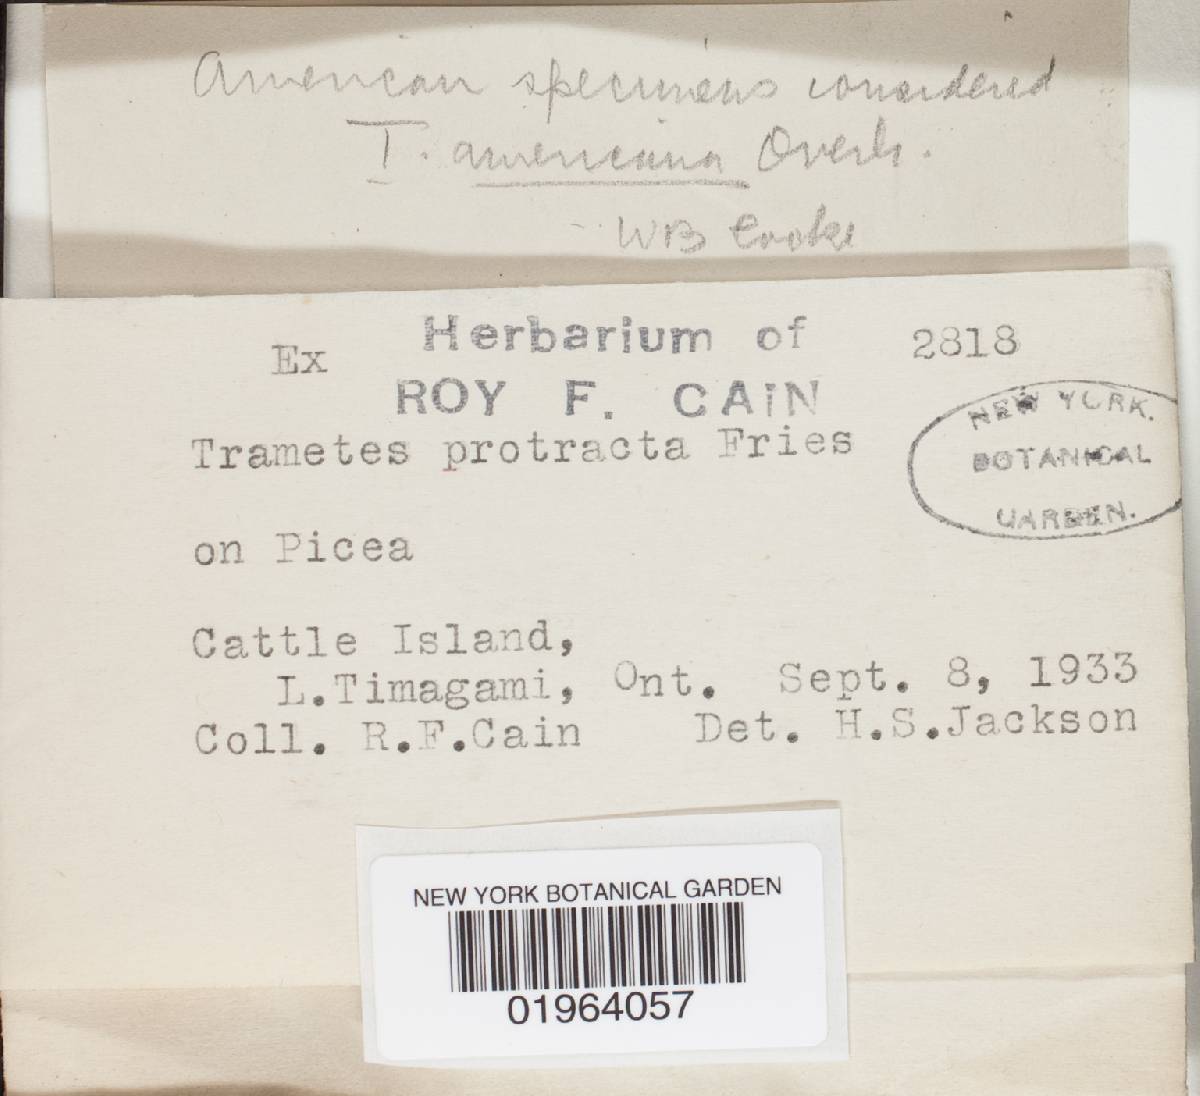 American specimens considered
T. americana Overh.
- WB Cooke
Ex Herbarium of 2818
ROY F. CAIN
NEW YORK.
BOTANICAL
GARDEN.
Trametes protracta Fries
on Picea
Cattle Island,
L.Timagami, Ont. Sept. 8, 1933
Coll. R.F.Cain Det. H.S.Jackson
NEW YORK BOTANICAL GARDEN
01964057